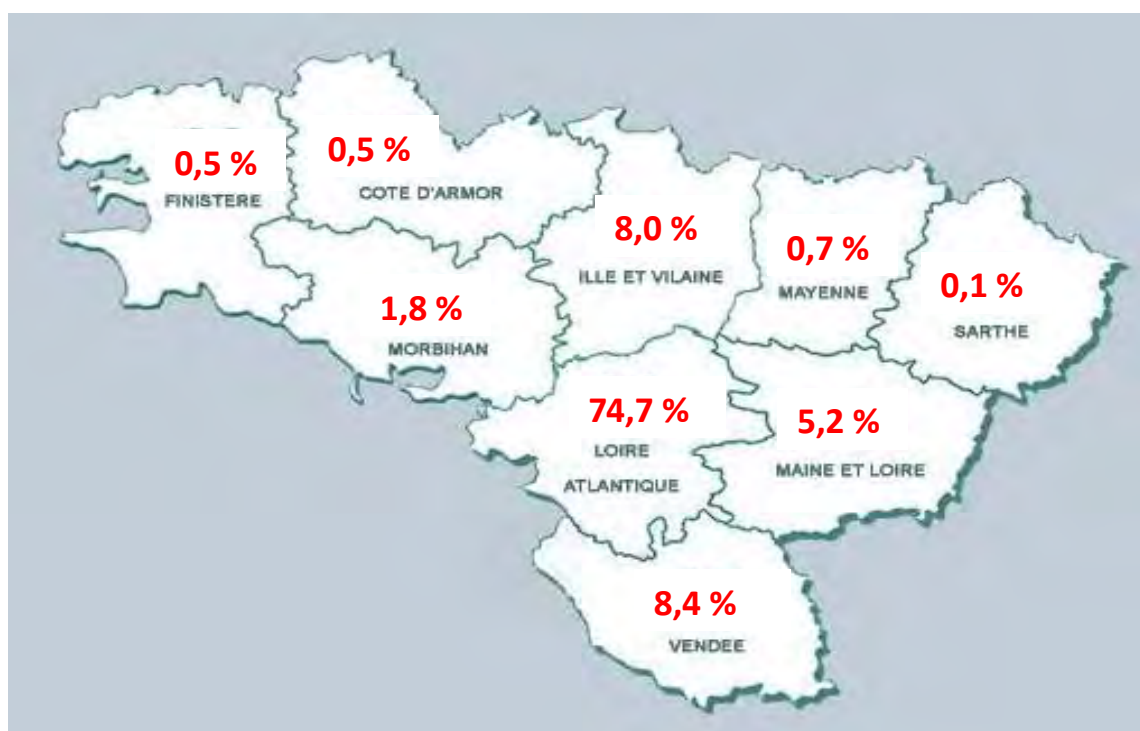 0,5 %
FINISTERE
0,5 %
COTE D'ARMOR
8,0 %
ILLE ET VILAINE
0,7 %
MAYENNE
0,1 %
SARTHE
1,8 %
MORBIHAN
74,7 %
LOIRE
ATLANTIQUE
5,2 %
MAINE ET LOIRE
8,4 %
VENDEE